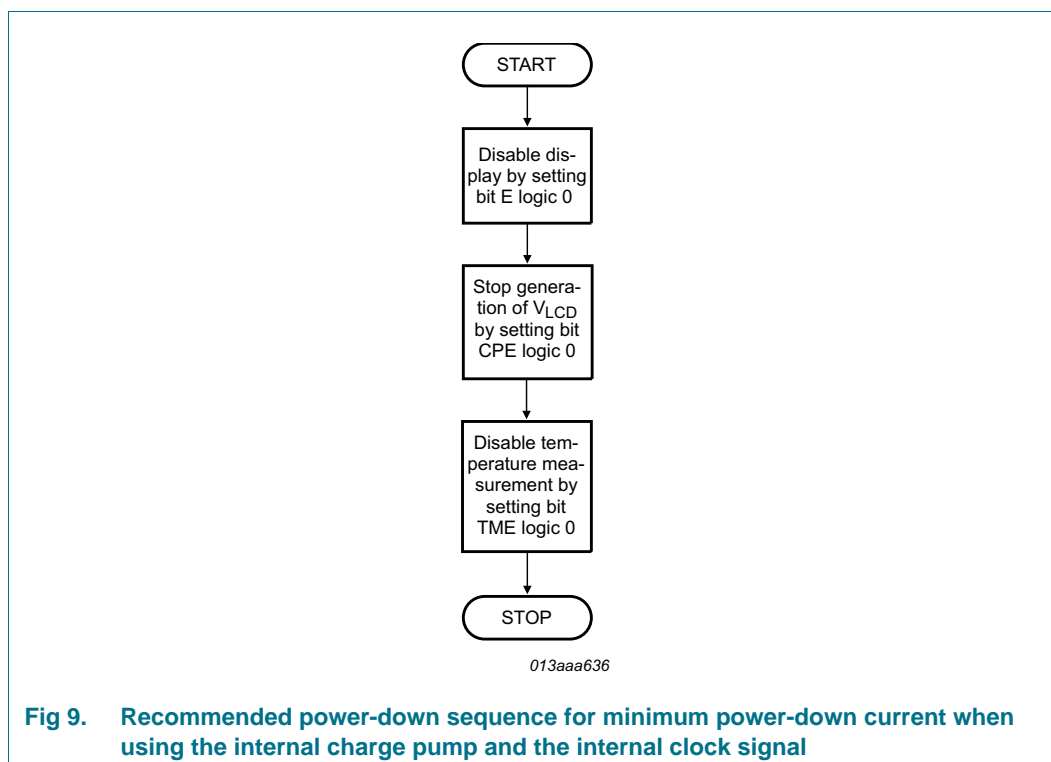 START
Disable dis-
play by setting
bit E logic 0
Stop genera-
tion of VLCD
by setting bit
CPE logic 0
Disable tem-
perature mea-
surement by
setting bit
TME logic 0
STOP
013aaa636
Fig 9. Recommended power-down sequence for minimum power-down current when
using the internal charge pump and the internal clock signal